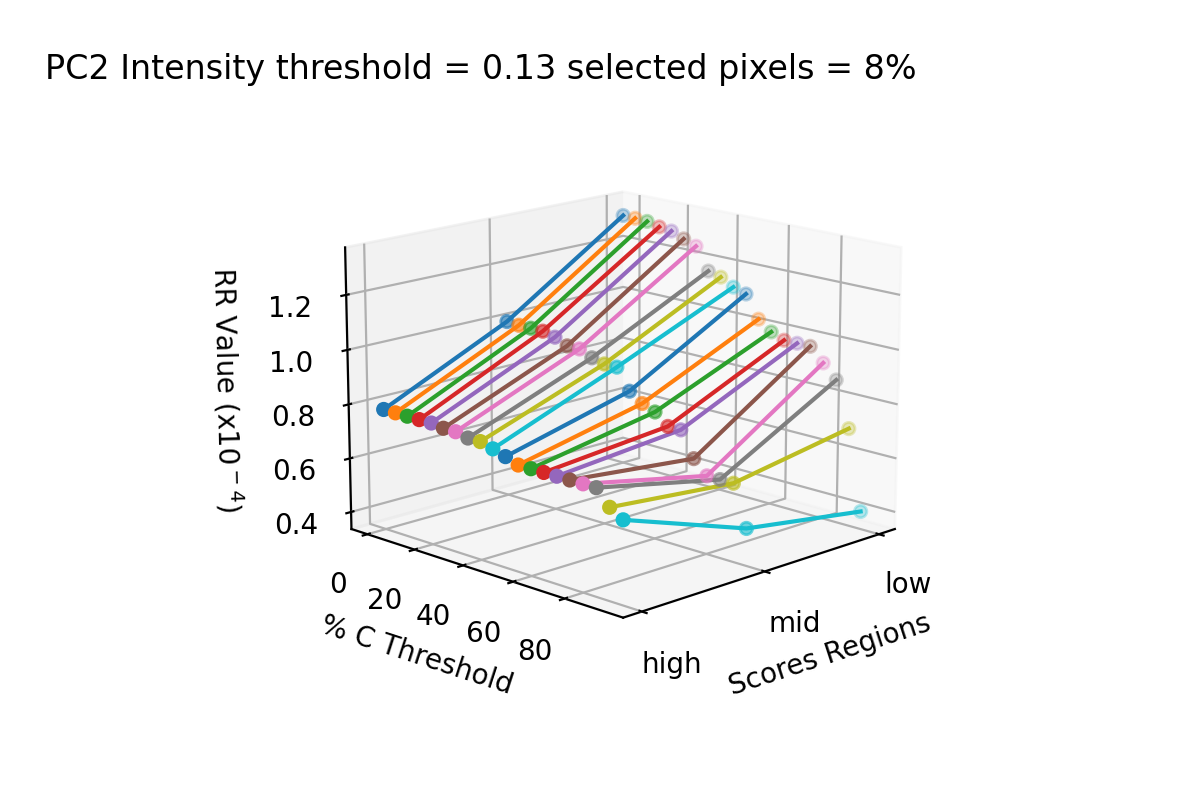 PC2 Intensity threshold = 0.13 selected pixels = 8%
RR Value (x10⁻⁴)
1.2
1.0
0.8
0.6
0.4
0
20
40
60
80
% C Threshold
high
mid
low
Scores Regions